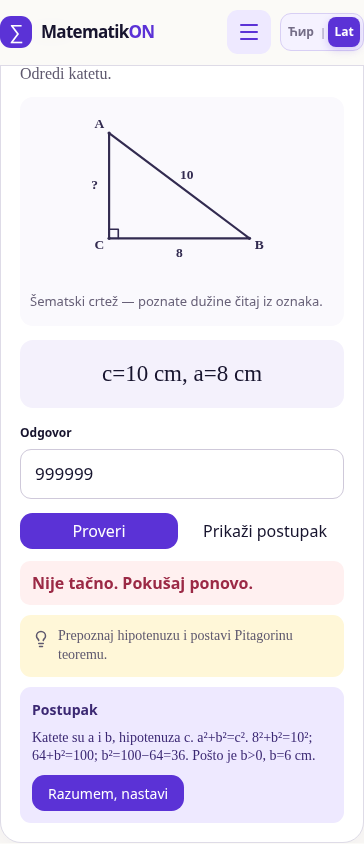 ∑ MatematikON Ћир | Lat
Odredi katetu.
A
10
?
C
B
8
Šematski crtež — poznate dužine čitaj iz oznaka.
c=10 cm, a=8 cm
Odgovor
999999
Proveri Prikaži postupak
Nije tačno. Pokušaj ponovo.
Prepoznaj hipotenuzu i postavi Pitagorinu
teoremu.
Postupak
Katete su a i b, hipotenuza c. a²+b²=c². 8²+b²=10²;
64+b²=100; b²=100−64=36. Pošto je b>0, b=6 cm.
Razumem, nastavi